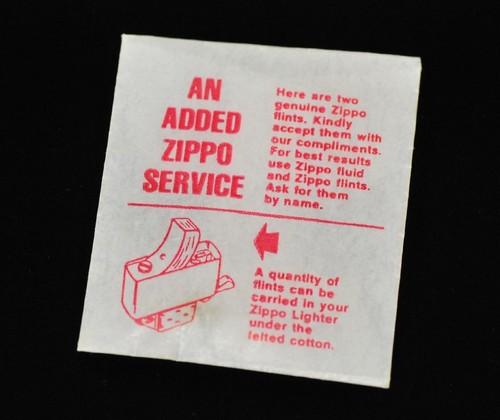 AN
ADDED
ZIPPO
SERVICE
Here are two
genuine Zippo
flints. Kindly
accept them with
our compliments.
For best results
use Zippo fluid
and Zippo flints.
Ask for them
by name.
A quantity of
flints can be
carried in your
Zippo Lighter
under the
felted cotton.